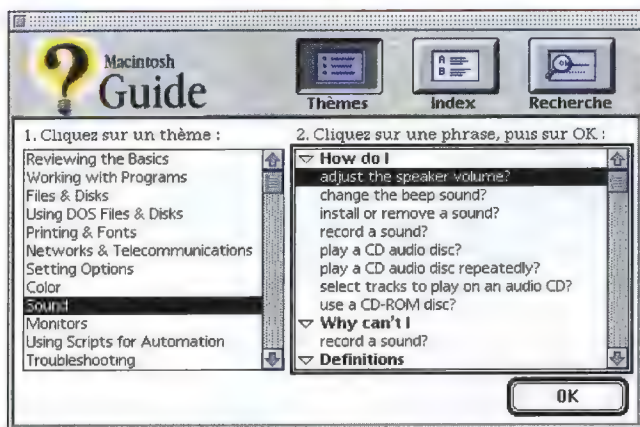 Macintosh
Guide
Thèmes
Index
Recherche
1. Cliquez sur un thème :
Reviewing the Basics
Working with Programs
Files & Disks
Using DOS Files & Disks
Printing & Fonts
Networks & Telecommunications
Setting Options
Color
Sound
Monitors
Using Scripts for Automation
Troubleshooting
2. Cliquez sur une phrase, puis sur OK :
How do I
adjust the speaker volume?
change the beep sound?
install or remove a sound?
record a sound?
play a CD audio disc?
play a CD audio disc repeatedly?
select tracks to play on an audio CD?
use a CD-ROM disc?
Why can't I
record a sound?
Definitions
OK